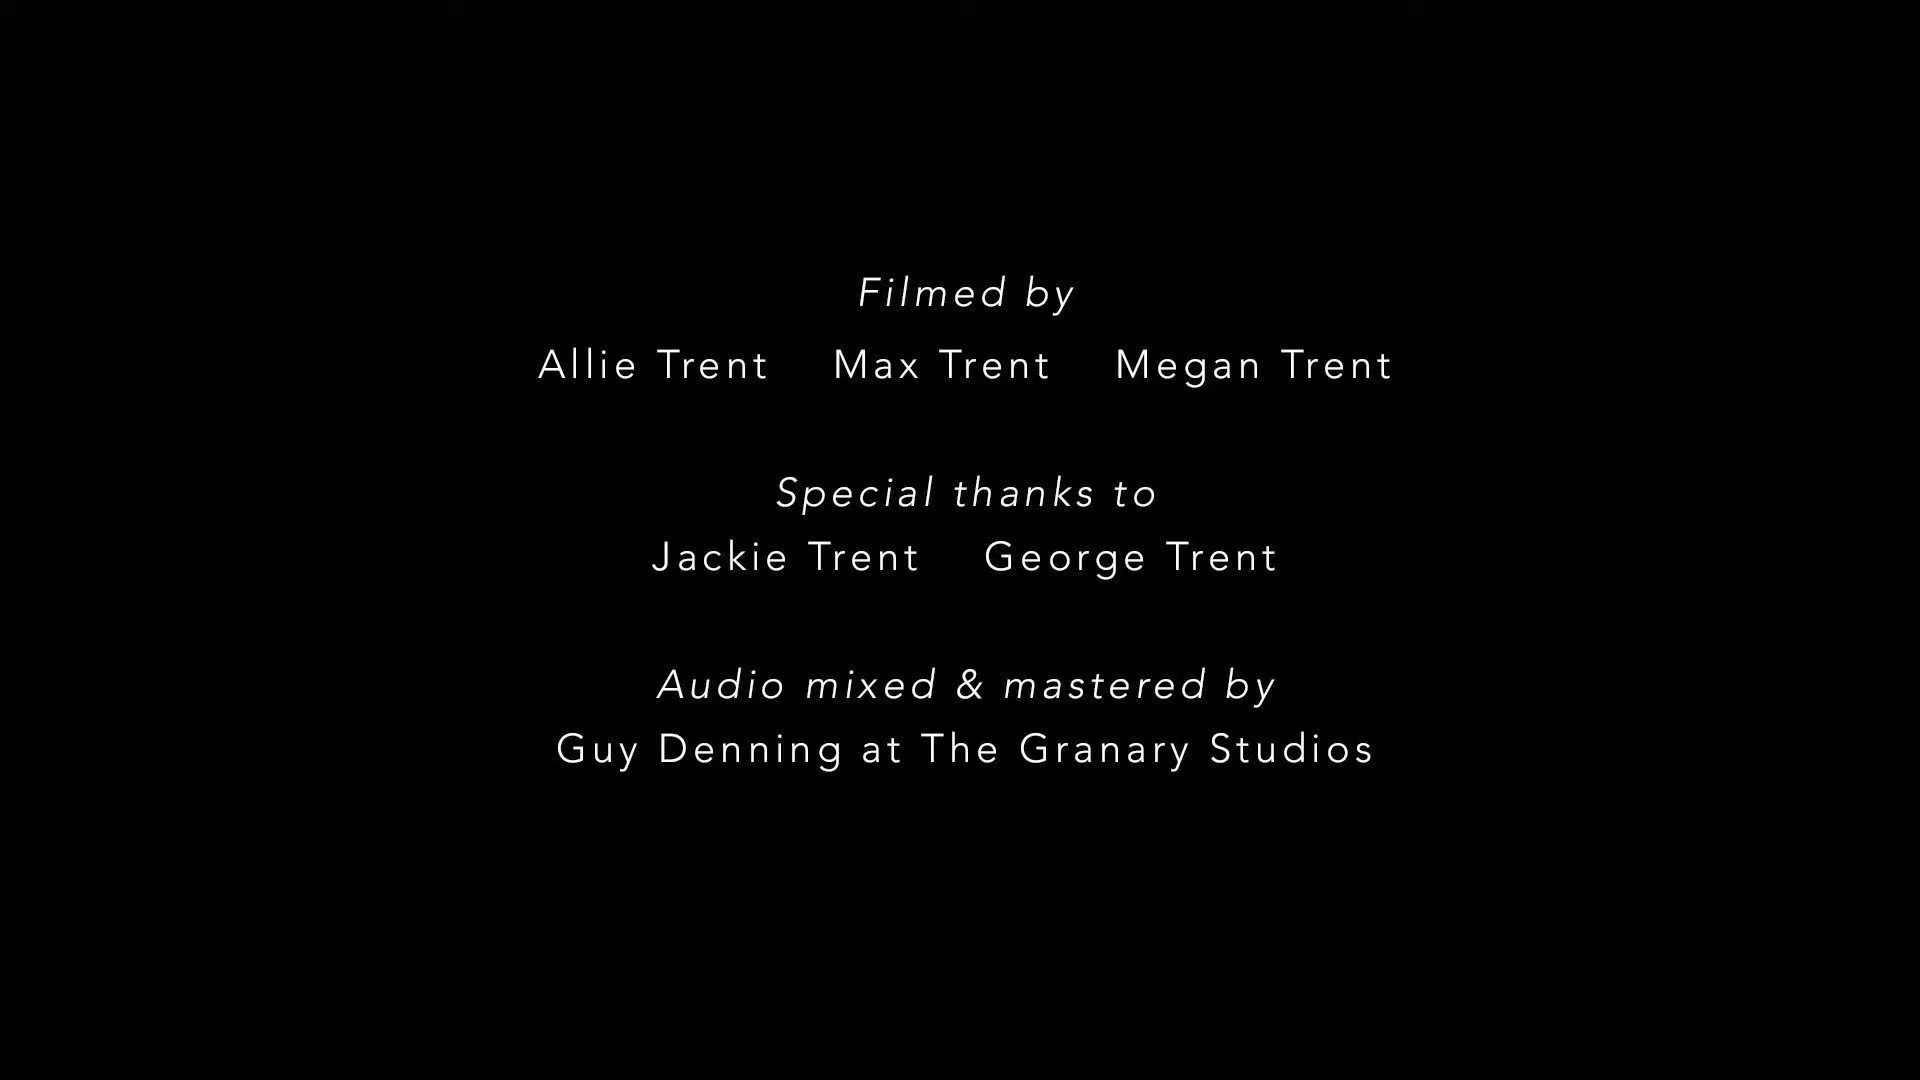 Filmed by
Allie Trent Max Trent Megan Trent
Special thanks to
Jackie Trent George Trent
Audio mixed & mastered by
Guy Denning at The Granary Studios